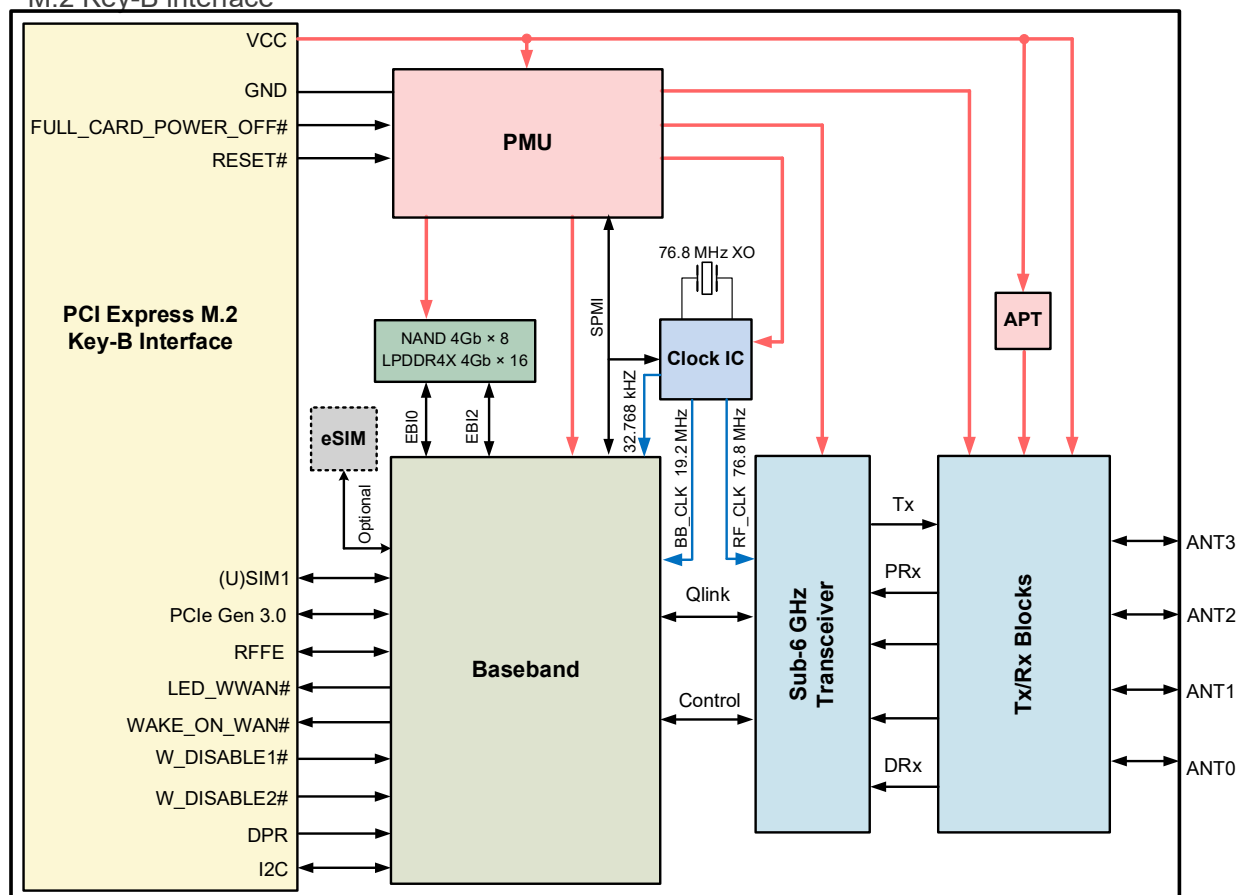 M.2 Key-B Interface
VCC
GND
FULL_CARD_POWER_OFF#
RESET#
PMU
76.8 MHz XO
SPMI
PCI Express M.2
Key-B Interface
NAND 4Gb × 8
LPDDR4X 4Gb × 16
Clock IC
APT
eSIM
EBI0
EBI2
32.768 kHZ
BB_CLK 19.2 MHz
RF_CLK 76.8 MHz
Optional
Tx
ANT3
(U)SIM1
PRx
Qlink
PCIe Gen 3.0
ANT2
RFFE
Baseband
Sub-6 GHz
Transceiver
Tx/Rx Blocks
LED_WWAN#
Control
ANT1
WAKE_ON_WAN#
W_DISABLE1#
DRx
ANT0
W_DISABLE2#
DPR
I2C